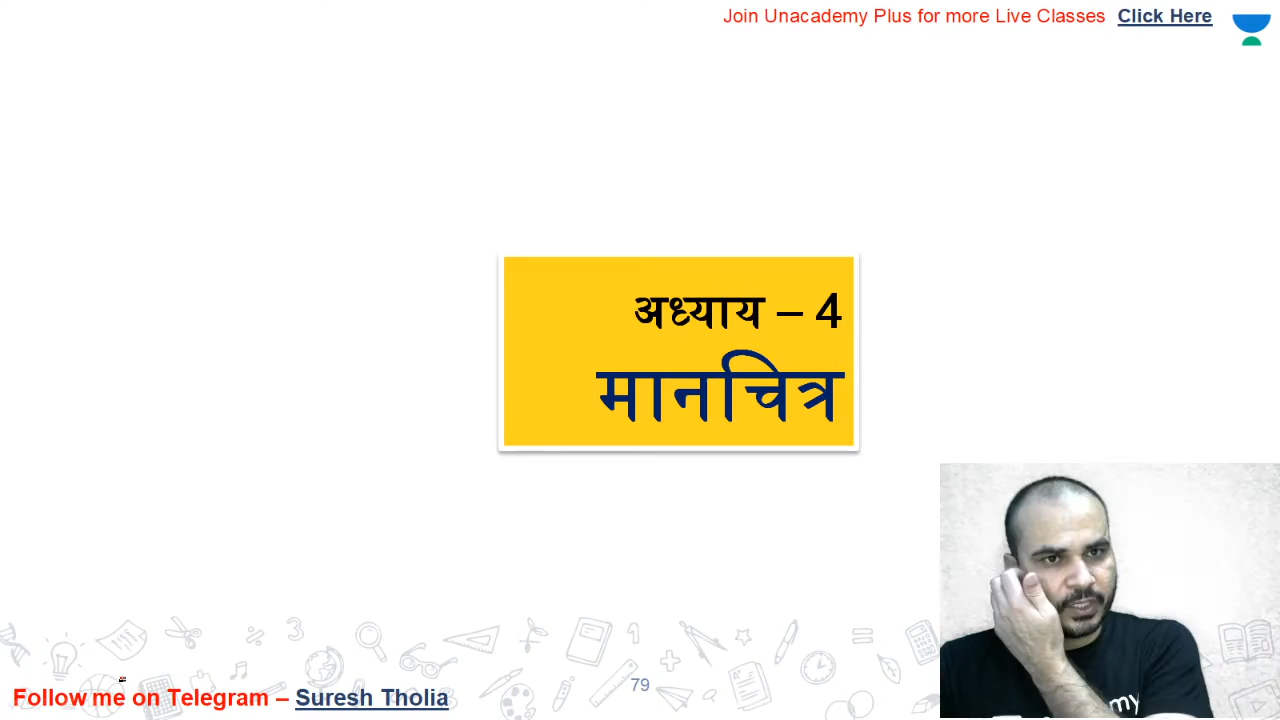 Join Unacademy Plus for more Live Classes Click Here
अध्याय – 4
मानचित्र
my
79
Follow me on Telegram – Suresh Tholia